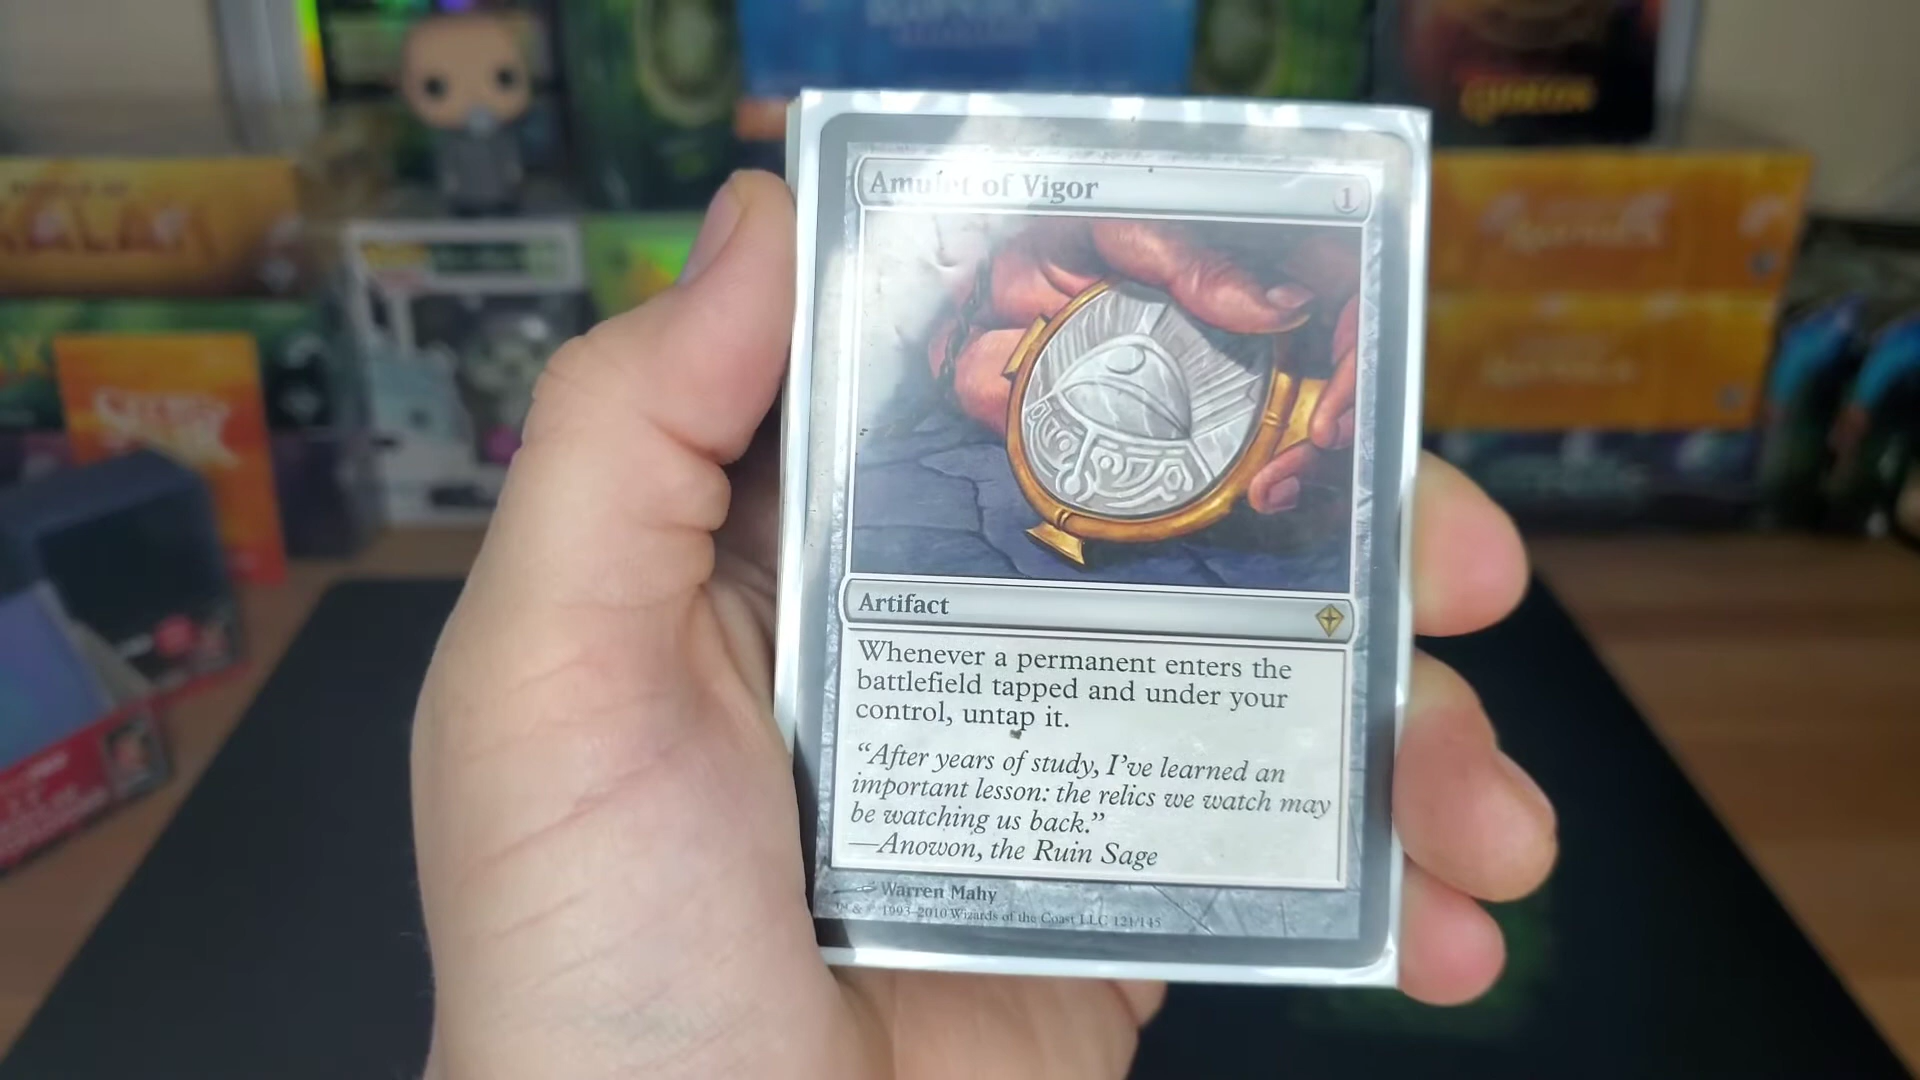 Amulet of Vigor
1
Artifact
Whenever a permanent enters the
battlefield tapped and under your
control, untap it.
“After years of study, I’ve learned an
important lesson: the relics we watch may
be watching us back.”
—Anowon, the Ruin Sage
Warren Mahy
™ & © 1993–2010 Wizards of the Coast LLC 121/145